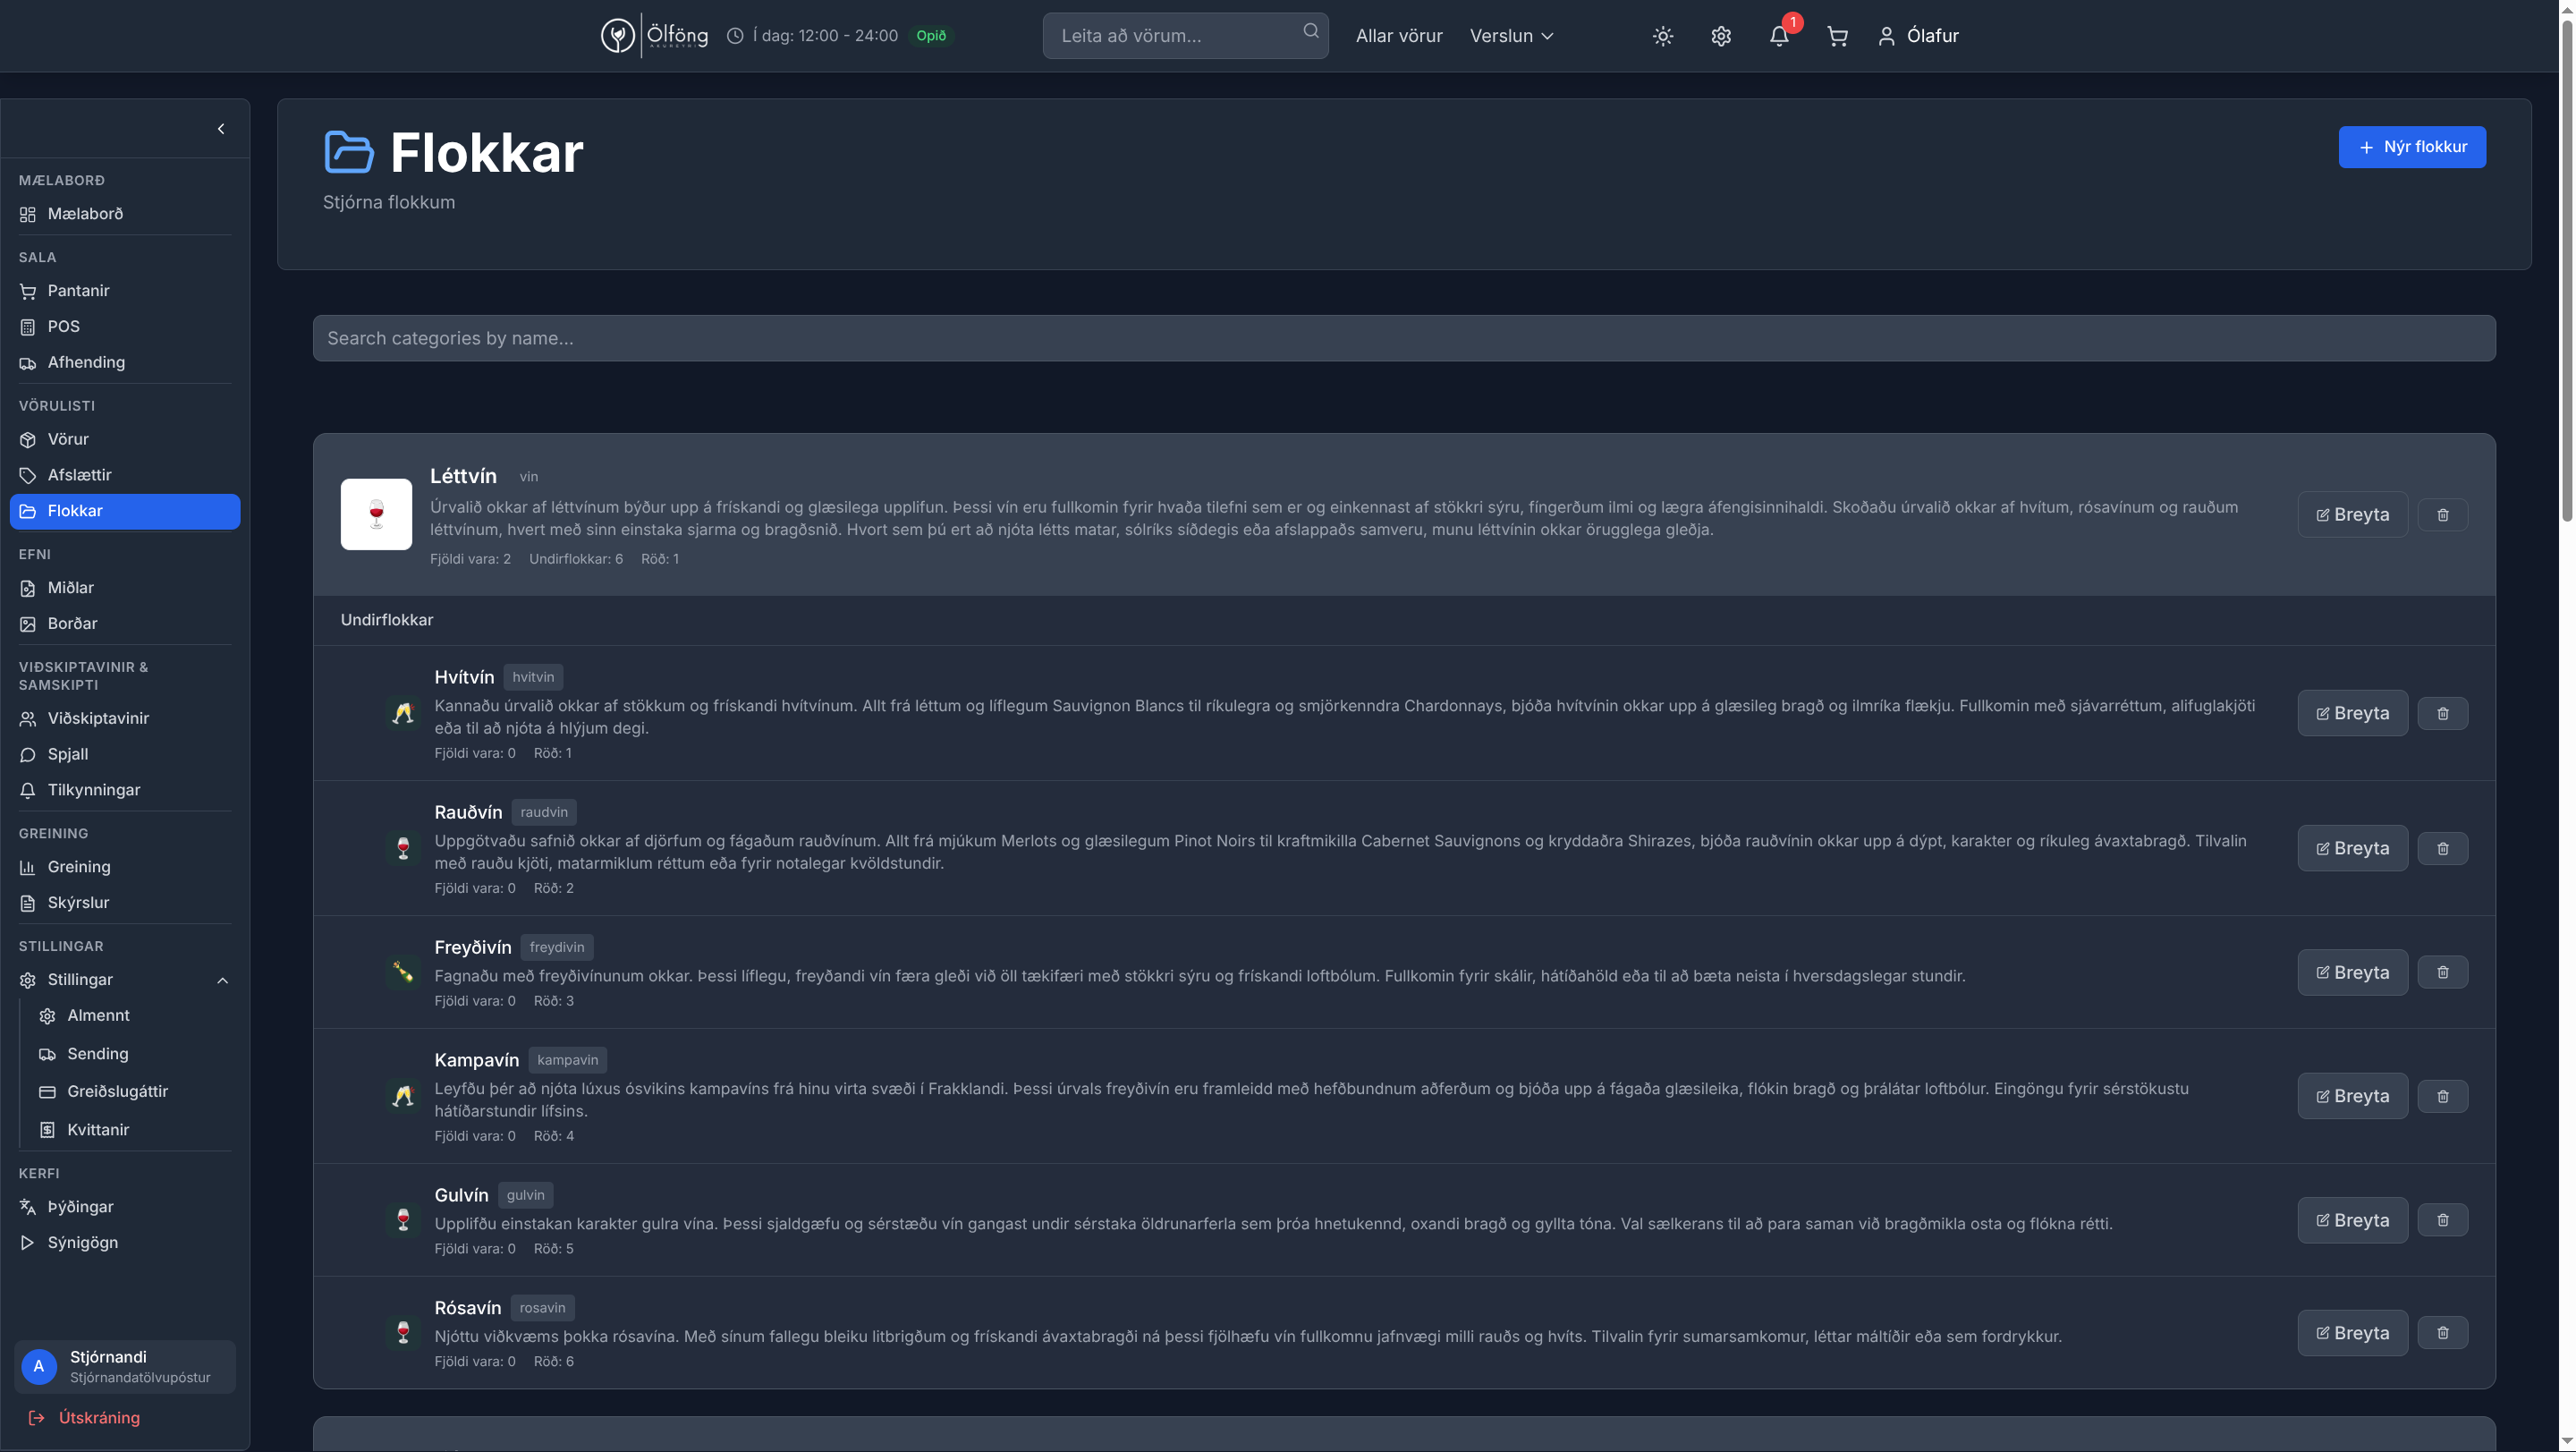 Ölföng
AKUREYRI
Í dag: 12:00 - 24:00
Opið
Leita að vörum...
Allar vörur
Verslun
1
Ólafur
MÆLABORÐ
Mælaborð
SALA
Pantanir
POS
Afhending
VÖRULISTI
Vörur
Afslættir
Flokkar
EFNI
Miðlar
Borðar
VIÐSKIPTAVINIR &
SAMSKIPTI
Viðskiptavinir
Spjall
Tilkynningar
GREINING
Greining
Skýrslur
STILLINGAR
Stillingar
Almennt
Sending
Greiðslugáttir
Kvittanir
KERFI
Þýðingar
Sýnigögn
A
Stjórnandi
Stjórnandatölvupóstur
Útskráning
Flokkar
Stjórna flokkum
Nýr flokkur
Search categories by name...
Léttvín vin
Úrvalið okkar af léttvínum býður upp á frískandi og glæsilega upplifun. Þessi vín eru fullkomin fyrir hvaða tilefni sem er og einkennast af stökkri sýru, fíngerðum ilmi og lægra áfengisinnihaldi. Skoðaðu úrvalið okkar af hvítum, rósavínum og rauðum
léttvínum, hvert með sinn einstaka sjarma og bragðsnið. Hvort sem þú ert að njóta létts matar, sólríks síðdegis eða afslappaðs samveru, munu léttvínin okkar örugglega gleðja.
Fjöldi vara: 2 Undirflokkar: 6 Röð: 1
Breyta
Undirflokkar
Hvítvín hvitvin
Kannaðu úrvalið okkar af stökkum og frískandi hvítvínum. Allt frá léttum og líflegum Sauvignon Blancs til ríkulegra og smjörkenndra Chardonnays, bjóða hvítvínin okkar upp á glæsileg bragð og ilmríka flækju. Fullkomin með sjávarréttum, alifuglakjöti
eða til að njóta á hlýjum degi.
Fjöldi vara: 0 Röð: 1
Breyta
Rauðvín raudvin
Uppgötvaðu safnið okkar af djörfum og fágaðum rauðvínum. Allt frá mjúkum Merlots og glæsilegum Pinot Noirs til kraftmikilla Cabernet Sauvignons og kryddaðra Shirazes, bjóða rauðvínin okkar upp á dýpt, karakter og ríkuleg ávaxtabragð. Tilvalin
með rauðu kjöti, matarmiklum réttum eða fyrir notalegar kvöldstundir.
Fjöldi vara: 0 Röð: 2
Breyta
Freyðivín freydivin
Fagnaðu með freyðivínunum okkar. Þessi líflegu, freyðandi vín færa gleði við öll tækifæri með stökkri sýru og frískandi loftbólum. Fullkomin fyrir skálir, hátíðahöld eða til að bæta neista í hversdagslegar stundir.
Fjöldi vara: 0 Röð: 3
Breyta
Kampavín kampavin
Leyfðu þér að njóta lúxus ósvikins kampavíns frá hinu virta svæði í Frakklandi. Þessi úrvals freyðivín eru framleidd með hefðbundnum aðferðum og bjóða upp á fágaða glæsileika, flókin bragð og þrálátar loftbólur. Eingöngu fyrir sérstökustu
hátíðarstundir lífsins.
Fjöldi vara: 0 Röð: 4
Breyta
Gulvín gulvin
Upplifðu einstakan karakter gulra vína. Þessi sjaldgæfu og sérstæðu vín gangast undir sérstaka öldrunarferla sem þróa hnetukennd, oxandi bragð og gyllta tóna. Val sælkerans til að para saman við bragðmikla osta og flókna rétti.
Fjöldi vara: 0 Röð: 5
Breyta
Rósavín rosavin
Njóttu viðkvæms þokka rósavína. Með sínum fallegu bleiku litbrigðum og frískandi ávaxtabragði ná þessi fjölhæfu vín fullkomnu jafnvægi milli rauðs og hvíts. Tilvalin fyrir sumarsamkomur, léttar máltíðir eða sem fordrykkur.
Fjöldi vara: 0 Röð: 6
Breyta